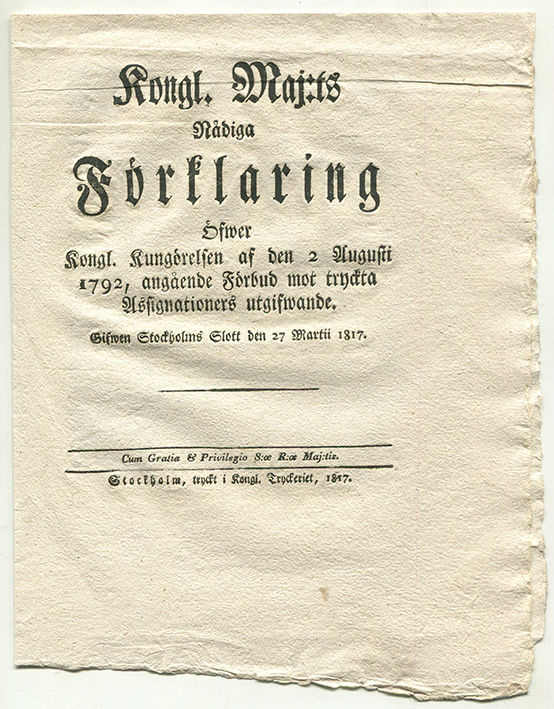 Kongl. Maj:ts
Nådiga
Förklaring
Öfwer
Kongl. Kungörelsen af den 2 Augusti
1792, angående Förbud mot tryckta
Assignationers utgifwande.
Gifwen Stockholms Slott den 27 Martii 1817.
Cum Gratia & Privilegio S:æ R:æ Maj:tis.
Stockholm, tryckt i Kongl. Tryckeriet, 1817.